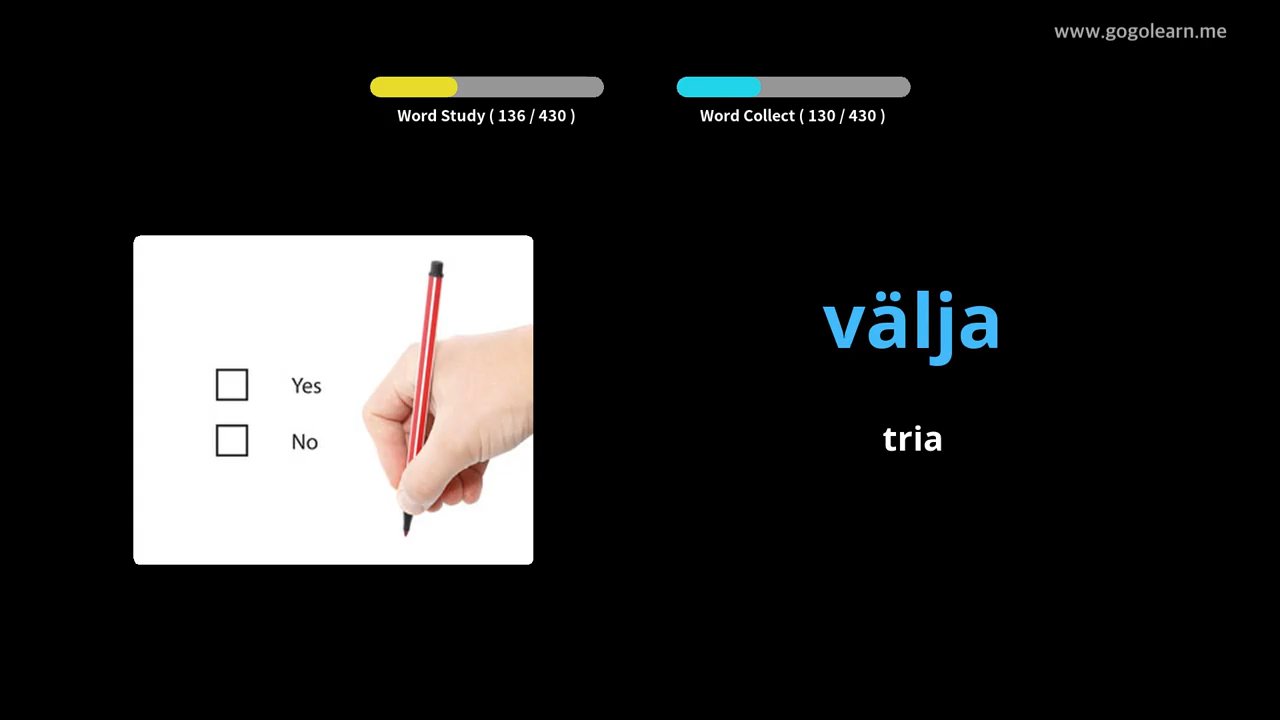 www.gogolearn.me
Word Study ( 136 / 430 )
Word Collect ( 130 / 430 )
Yes
No
välja
tria